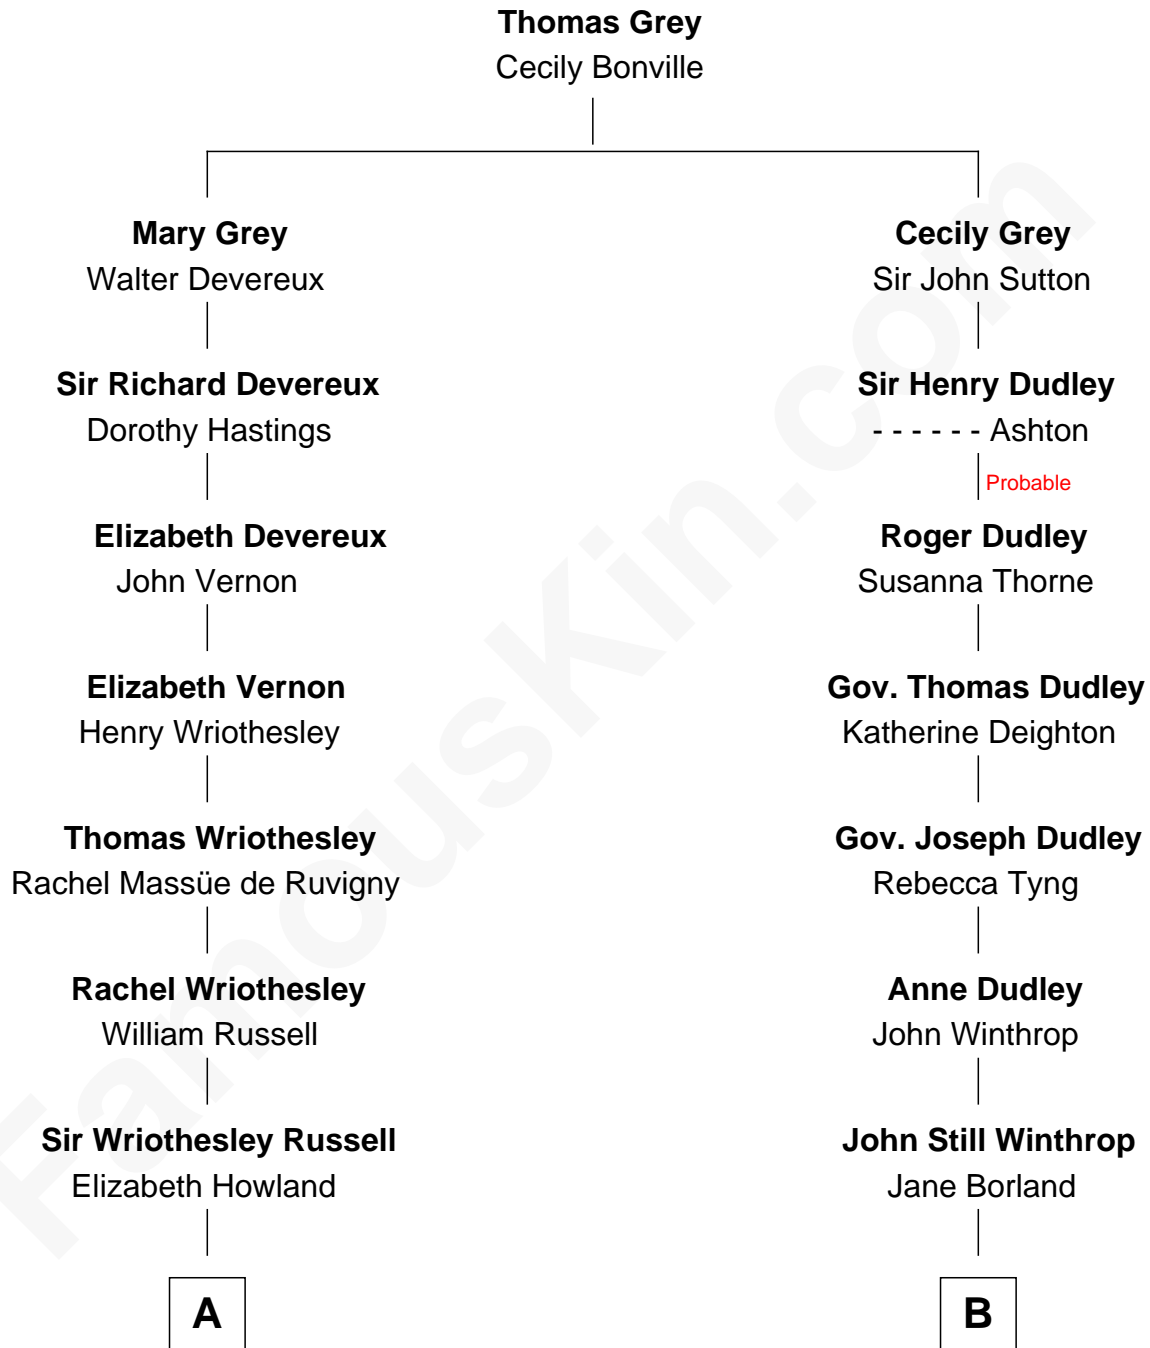 Thomas Grey
Cecily Bonville
Mary Grey
Walter Devereux
Cecily Grey
Sir John Sutton
Sir Richard Devereux
Dorothy Hastings
Sir Henry Dudley
- - - - - - Ashton
Probable
Elizabeth Devereux
John Vernon
Roger Dudley
Susanna Thorne
Elizabeth Vernon
Henry Wriothesley
Gov. Thomas Dudley
Katherine Deighton
Thomas Wriothesley
Rachel Massüe de Ruvigny
Gov. Joseph Dudley
Rebecca Tyng
Rachel Wriothesley
William Russell
Anne Dudley
John Winthrop
Sir Wriothesley Russell
Elizabeth Howland
John Still Winthrop
Jane Borland
A
B
FamousKin.com